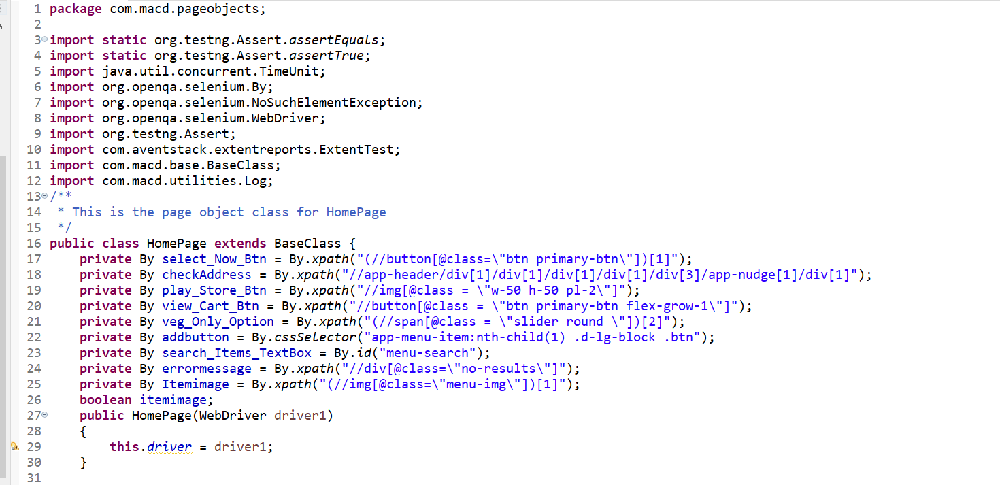 1 package com.macd.pageobjects;
2
3 import static org.testng.Assert.assertEquals;
4 import static org.testng.Assert.assertTrue;
5 import java.util.concurrent.TimeUnit;
6 import org.openqa.selenium.By;
7 import org.openqa.selenium.NoSuchElementException;
8 import org.openqa.selenium.WebDriver;
9 import org.testng.Assert;
10 import com.aventstack.extentreports.ExtentTest;
11 import com.macd.base.BaseClass;
12 import com.macd.utilities.Log;
13 /**
14  * This is the page object class for HomePage
15  */
16 public class HomePage extends BaseClass {
17     private By select_Now_Btn = By.xpath("(//button[@class=\"btn primary-btn\"])[1]");
18     private By checkAddress = By.xpath("//app-header/div[1]/div[1]/div[1]/div[1]/div[3]/app-nudge[1]/div[1]");
19     private By play_Store_Btn = By.xpath("//img[@class = \"w-50 h-50 pl-2\"]");
20     private By view_Cart_Btn = By.xpath("//button[@class = \"btn primary-btn flex-grow-1\"]");
21     private By veg_Only_Option = By.xpath("(//span[@class = \"slider round \"])[2]");
22     private By addbutton = By.cssSelector("app-menu-item:nth-child(1) .d-lg-block .btn");
23     private By search_Items_TextBox = By.id("menu-search");
24     private By errormessage = By.xpath("//div[@class=\"no-results\"]");
25     private By Itemimage = By.xpath("(//img[@class=\"menu-img\"])[1]");
26     boolean itemimage;
27     public HomePage(WebDriver driver1)
28     {
29         this.driver = driver1;
30     }
31